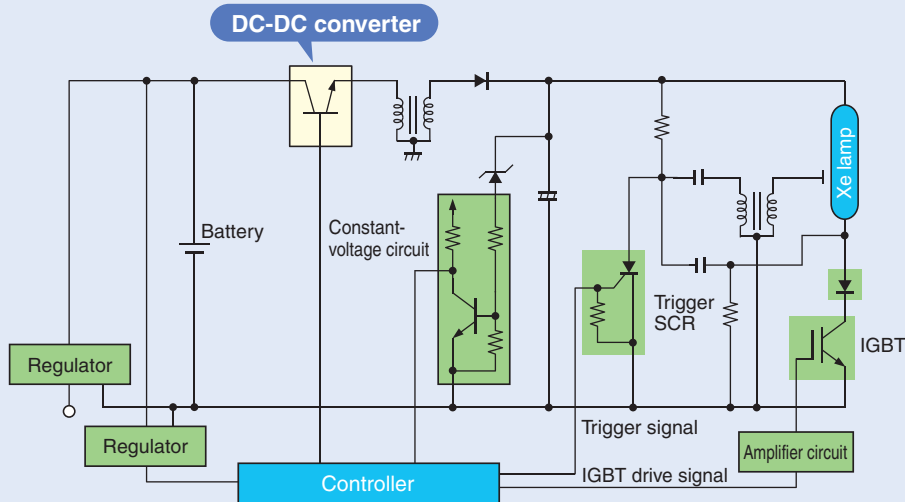 DC-DC converter
Xe lamp
Battery
Constant-
voltage circuit
Trigger
SCR
IGBT
Regulator
Trigger signal
Regulator
Amplifier circuit
IGBT drive signal
Controller